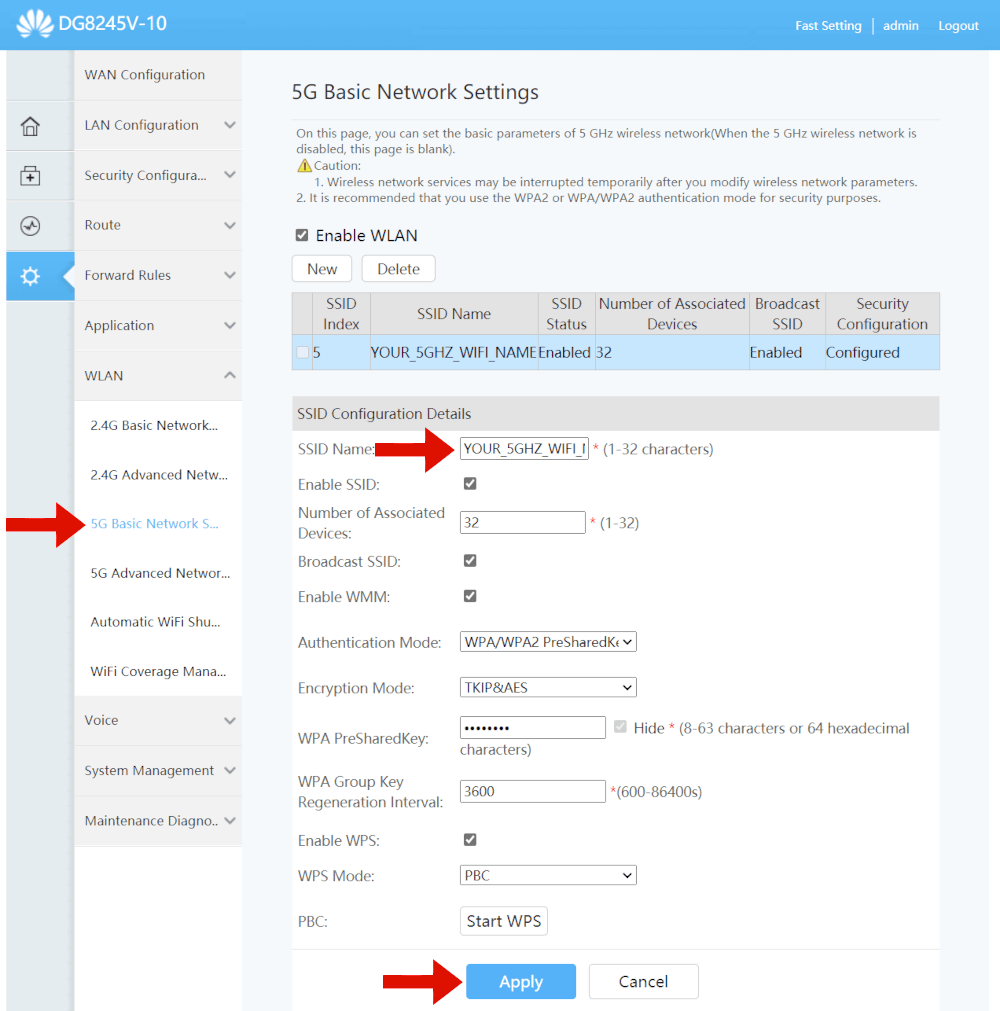 DG8245V-10
Fast Setting | admin Logout
WAN Configuration
LAN Configuration
Security Configura...
Route
Forward Rules
Application
WLAN
2.4G Basic Network...
2.4G Advanced Netw...
5G Basic Network S...
5G Advanced Networ...
Automatic WiFi Shu...
WiFi Coverage Mana...
Voice
System Management
Maintenance Diagno..
5G Basic Network Settings
On this page, you can set the basic parameters of 5 GHz wireless network(When the 5 GHz wireless network is
disabled, this page is blank).
Caution:
1. Wireless network services may be interrupted temporarily after you modify wireless network parameters.
2. It is recommended that you use the WPA2 or WPA/WPA2 authentication mode for security purposes.
Enable WLAN
New Delete
SSID Index SSID Name SSID Status Number of Associated Devices Broadcast SSID Security Configuration
5 YOUR_5GHZ_WIFI_NAME Enabled 32 Enabled Configured
SSID Configuration Details
SSID Name: YOUR_5GHZ_WIFI_ * (1-32 characters)
Enable SSID:
Number of Associated
Devices: 32 * (1-32)
Broadcast SSID:
Enable WMM:
Authentication Mode: WPA/WPA2 PreSharedKe
Encryption Mode: TKIP&AES
WPA PreSharedKey: •••••••• Hide * (8-63 characters or 64 hexadecimal
characters)
WPA Group Key
Regeneration Interval: 3600 *(600-86400s)
Enable WPS:
WPS Mode: PBC
PBC: Start WPS
Apply Cancel